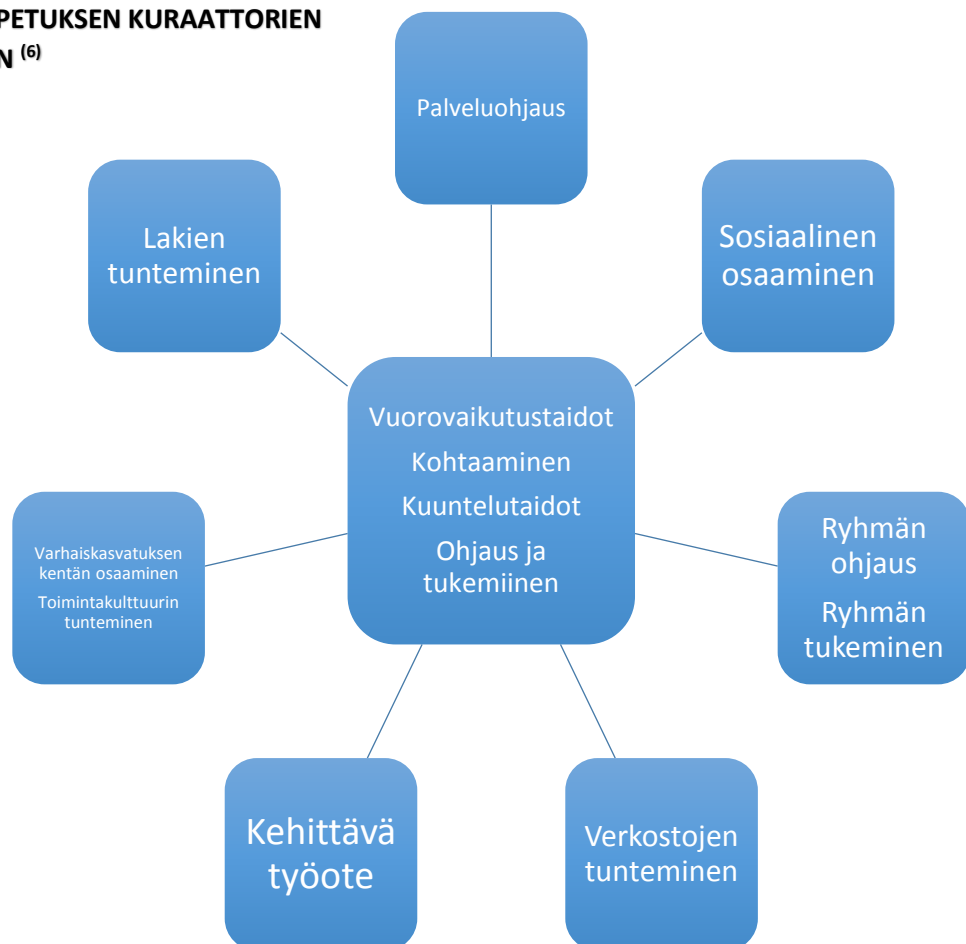 PETUKSEN KURAATTORIEN
N (6)
Palveluohjaus
Lakien
tunteminen
Sosiaalinen
osaaminen
Vuorovaikutustaidot
Kohtaaminen
Kuuntelutaidot
Ohjaus ja
tukemiinen
Varhaiskasvatuksen
kentän osaaminen
Toimintakulttuurin
tunteminen
Ryhmän
ohjaus
Ryhmän
tukeminen
Kehittävä
työote
Verkostojen
tunteminen